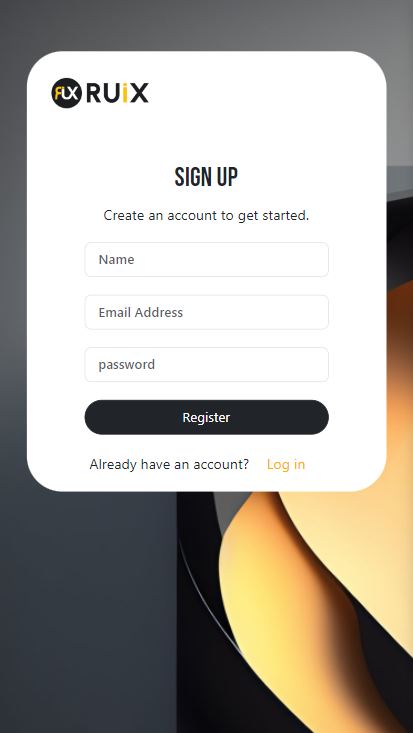 FLX RUiX
SIGN UP
Create an account to get started.
Name
Email Address
password
Register
Already have an account? Log in